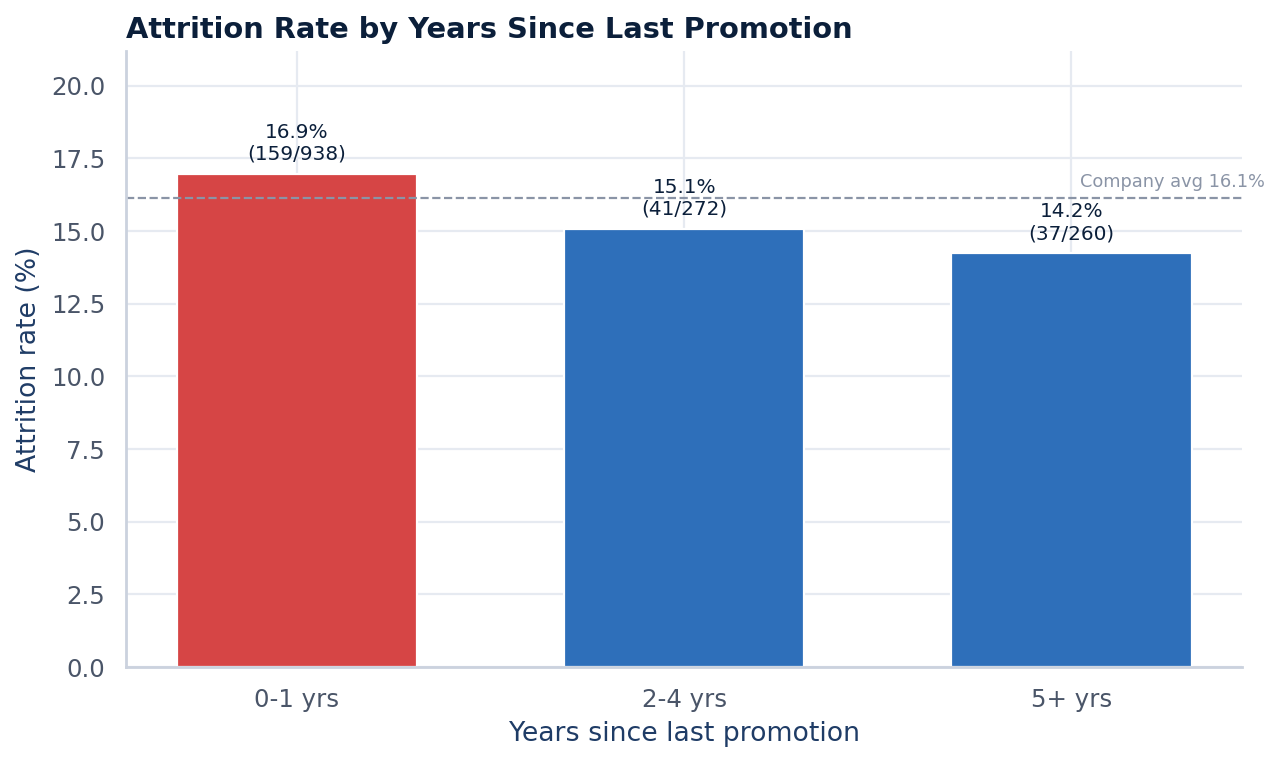 Attrition Rate by Years Since Last Promotion
Attrition rate (%)
20.0
17.5
15.0
12.5
10.0
7.5
5.0
2.5
0.0
16.9%
(159/938)
15.1%
(41/272)
14.2%
(37/260)
Company avg 16.1%
0-1 yrs
2-4 yrs
5+ yrs
Years since last promotion